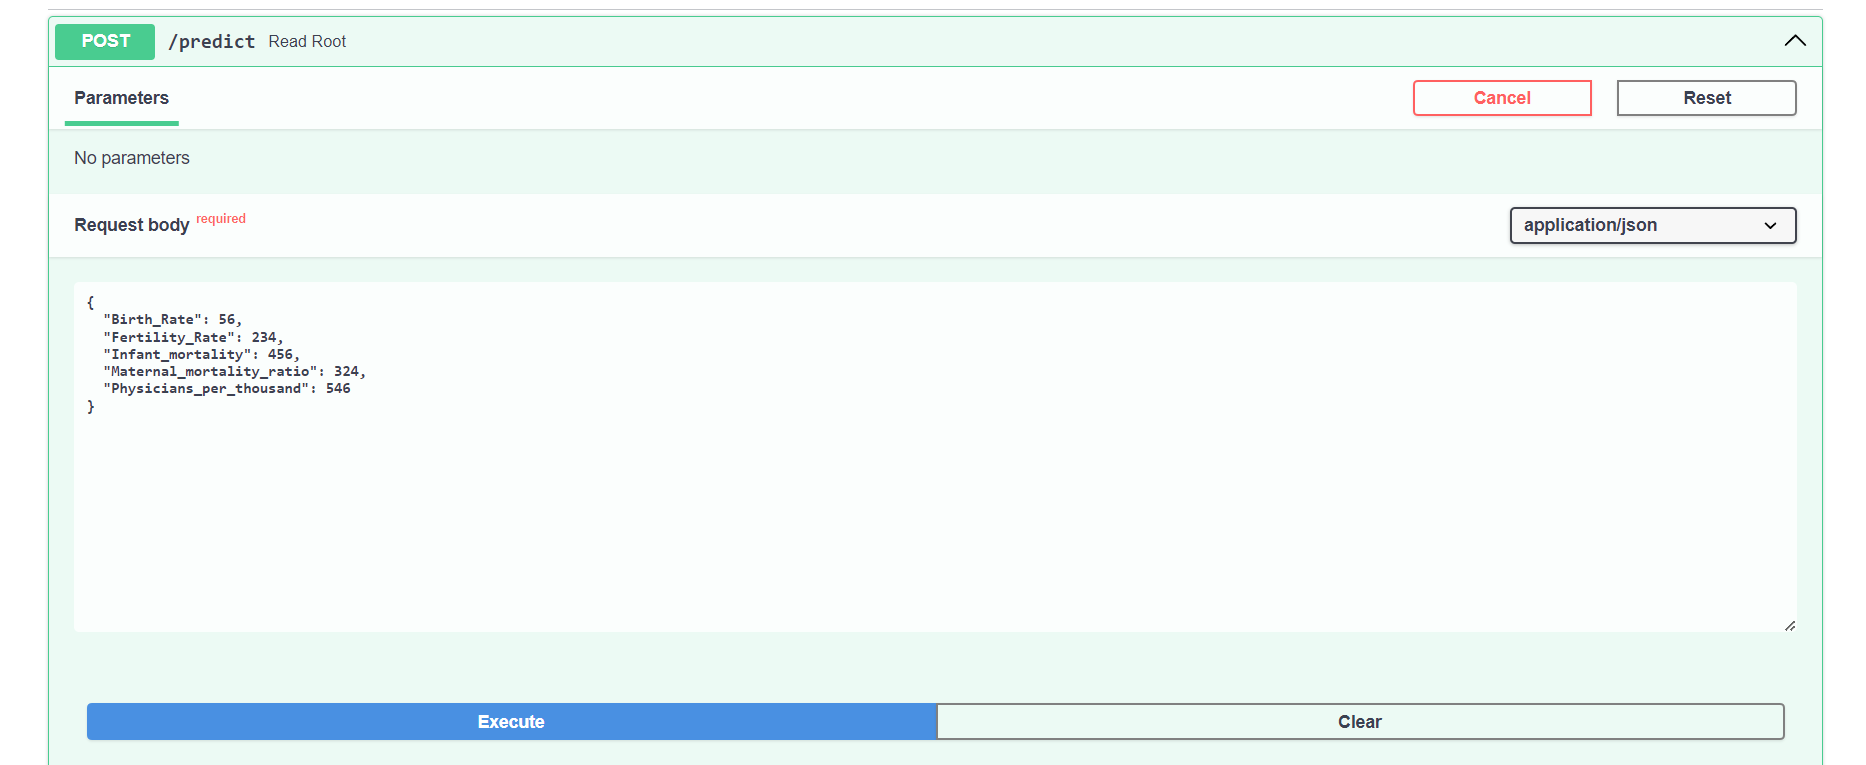 POST /predict Read Root
Parameters
Cancel
Reset
No parameters
Request body required
application/json
{
  "Birth_Rate": 56,
  "Fertility_Rate": 234,
  "Infant_mortality": 456,
  "Maternal_mortality_ratio": 324,
  "Physicians_per_thousand": 546
}
Execute
Clear